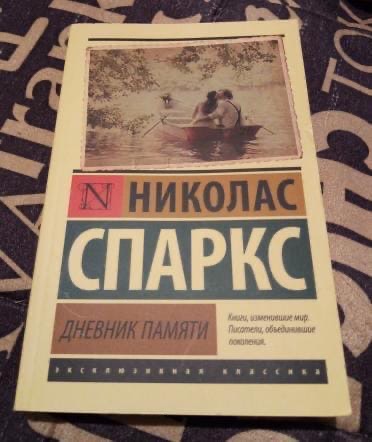 N НИКОЛАС
СПАРКС
ДНЕВНИК ПАМЯТИ
Книги, изменившие мир.
Писатели, объединившие
поколения.
эксклюзивная классика